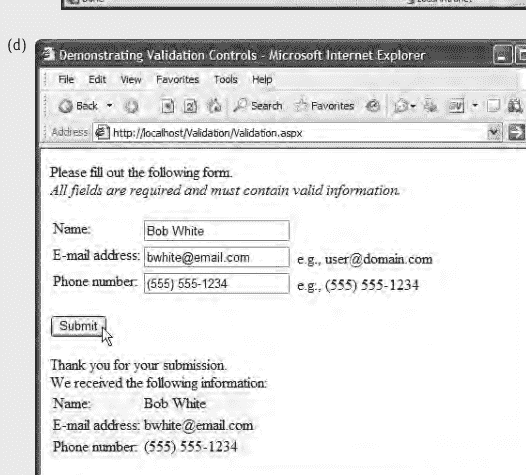 (d)
Demonstrating Validation Controls - Microsoft Internet Explorer
File Edit View Favorites Tools Help
Back Search Favorites
Address http://localhost/Validation/Validation.aspx
Please fill out the following form.
All fields are required and must contain valid information.
Name: Bob White
E-mail address: bwhite@email.com e.g., user@domain.com
Phone number: (555) 555-1234 e.g., (555) 555-1234
Submit
Thank you for your submission.
We received the following information:
Name: Bob White
E-mail address: bwhite@email.com
Phone number: (555) 555-1234